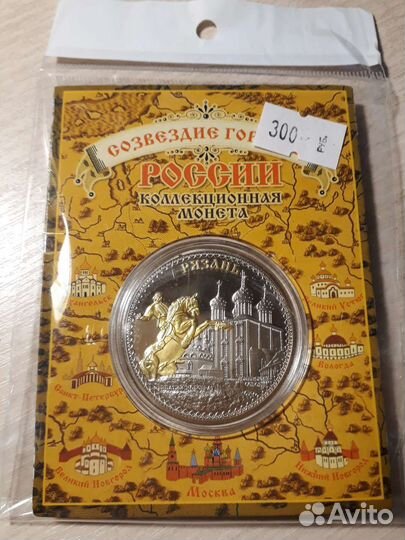 СОЗВЕЗДИЕ ГОР
300
РОССИИ
КОЛЛЕКЦИОННАЯ
МОНЕТА
РЯЗАНЬ
Вологда
Санкт-Петербург
Великий Новгород
Нижний Новгород
Москва
Avito